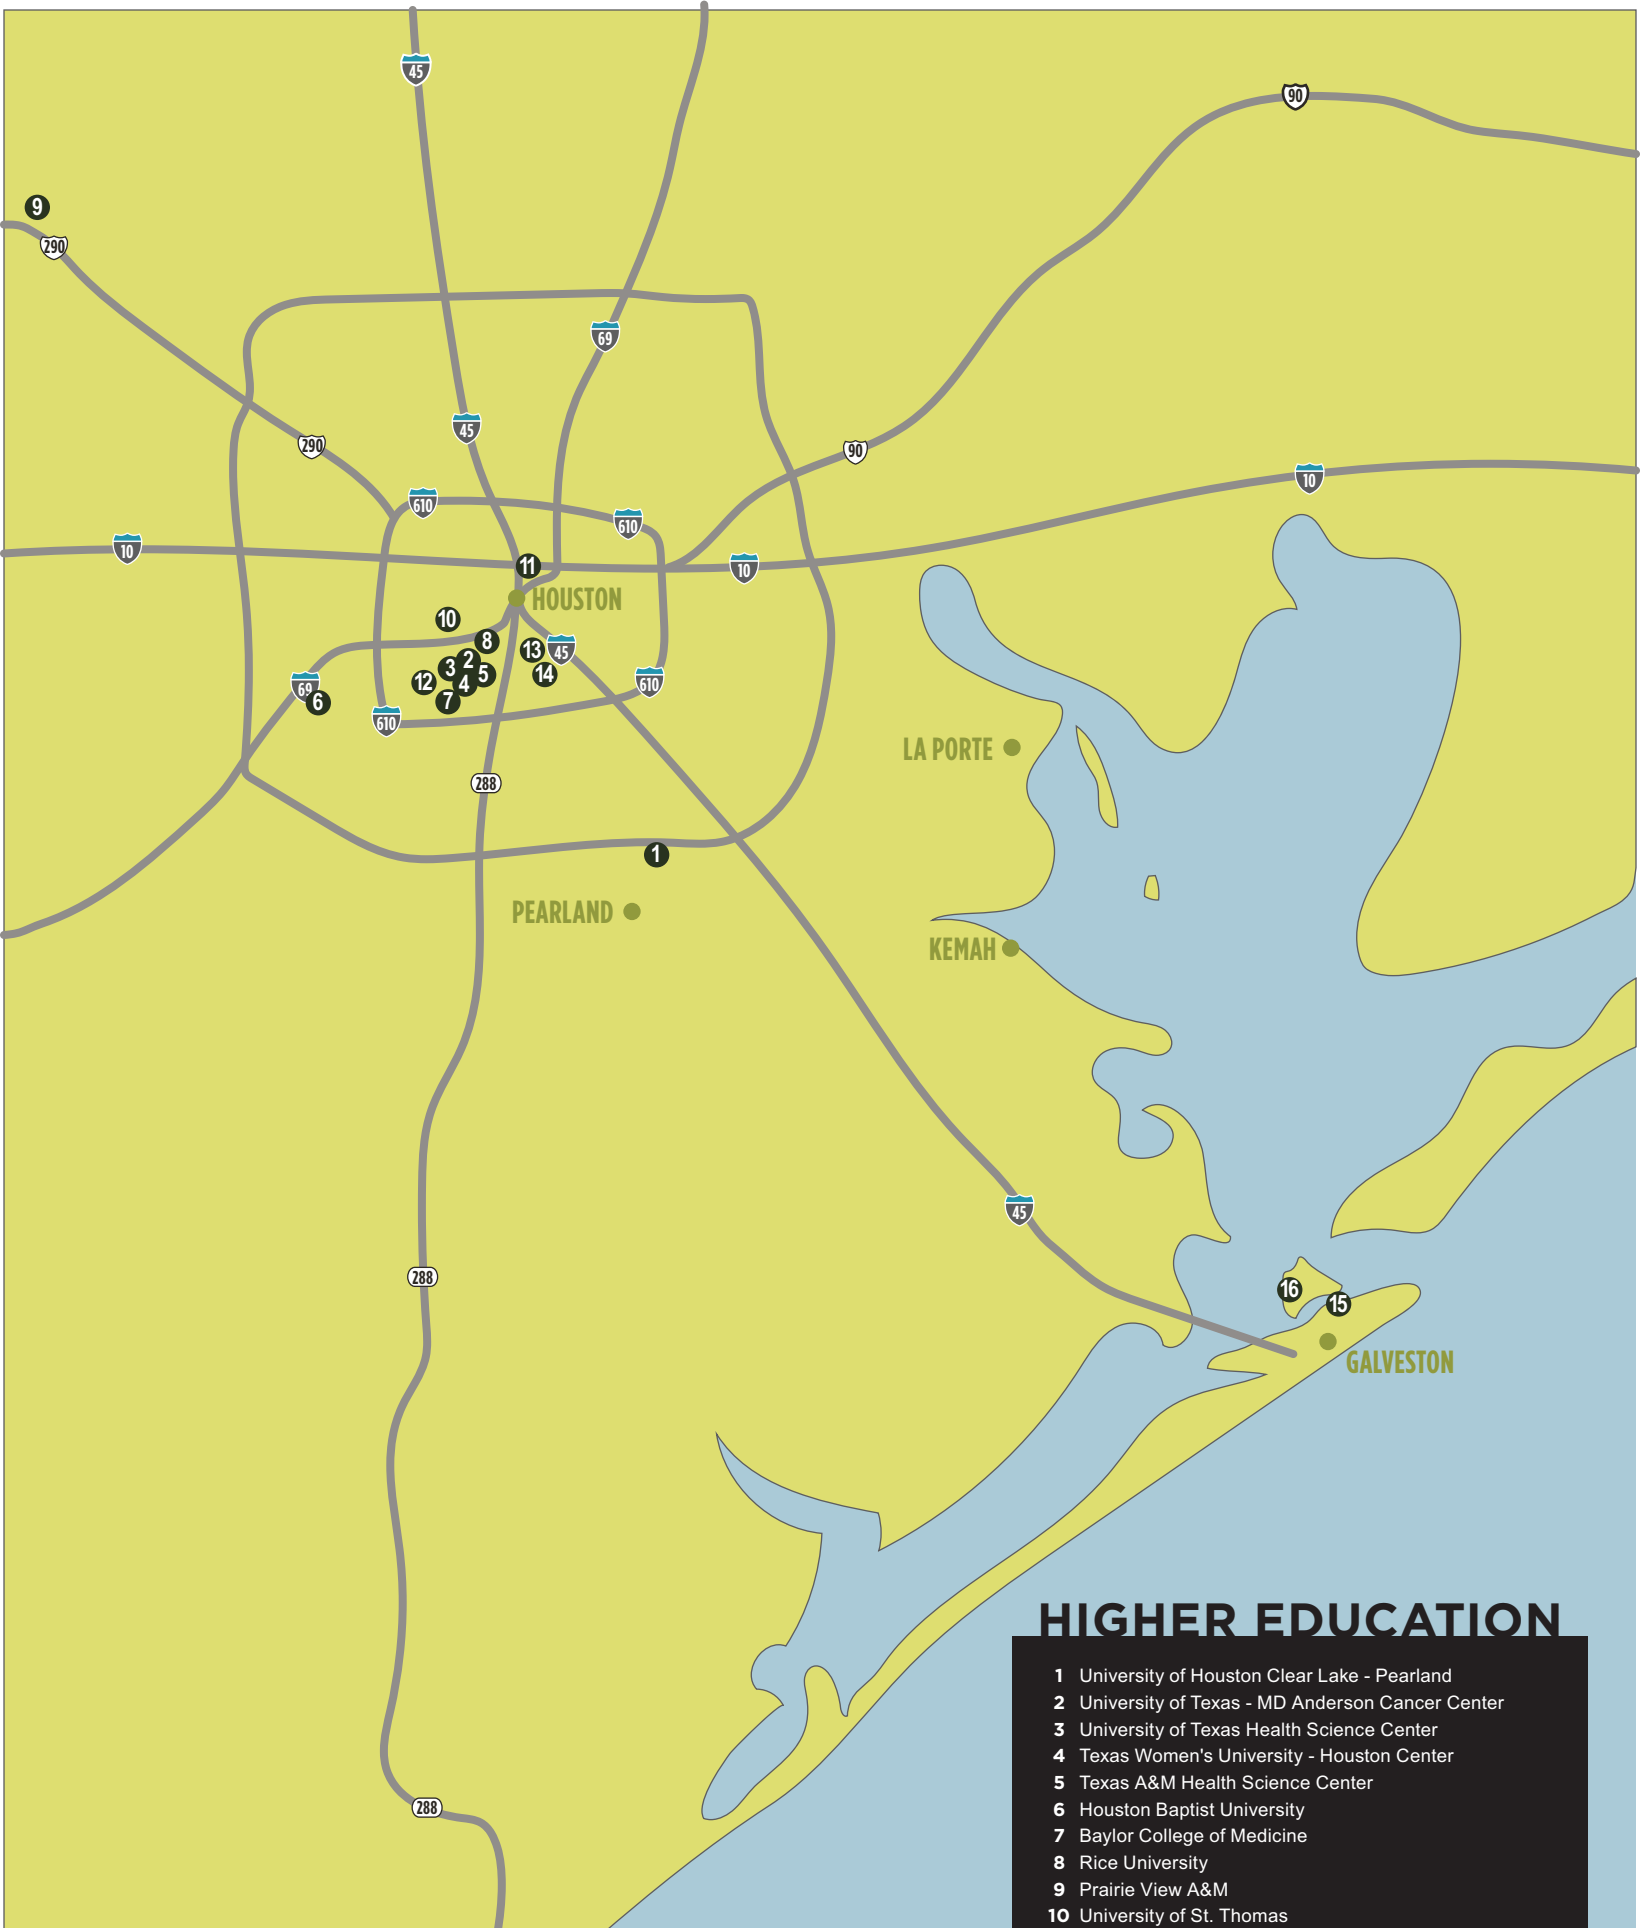 45
90
9
290
69
45
290
90
610
610
10
10
11
10
HOUSTON
10
8
13
45
2
3
5
12
4
14
69
6
7
610
610
LA PORTE
288
1
PEARLAND
KEMAH
45
288
16
15
GALVESTON
288
HIGHER EDUCATION
1 University of Houston Clear Lake - Pearland
2 University of Texas - MD Anderson Cancer Center
3 University of Texas Health Science Center
4 Texas Women's University - Houston Center
5 Texas A&M Health Science Center
6 Houston Baptist University
7 Baylor College of Medicine
8 Rice University
9 Prairie View A&M
10 University of St. Thomas